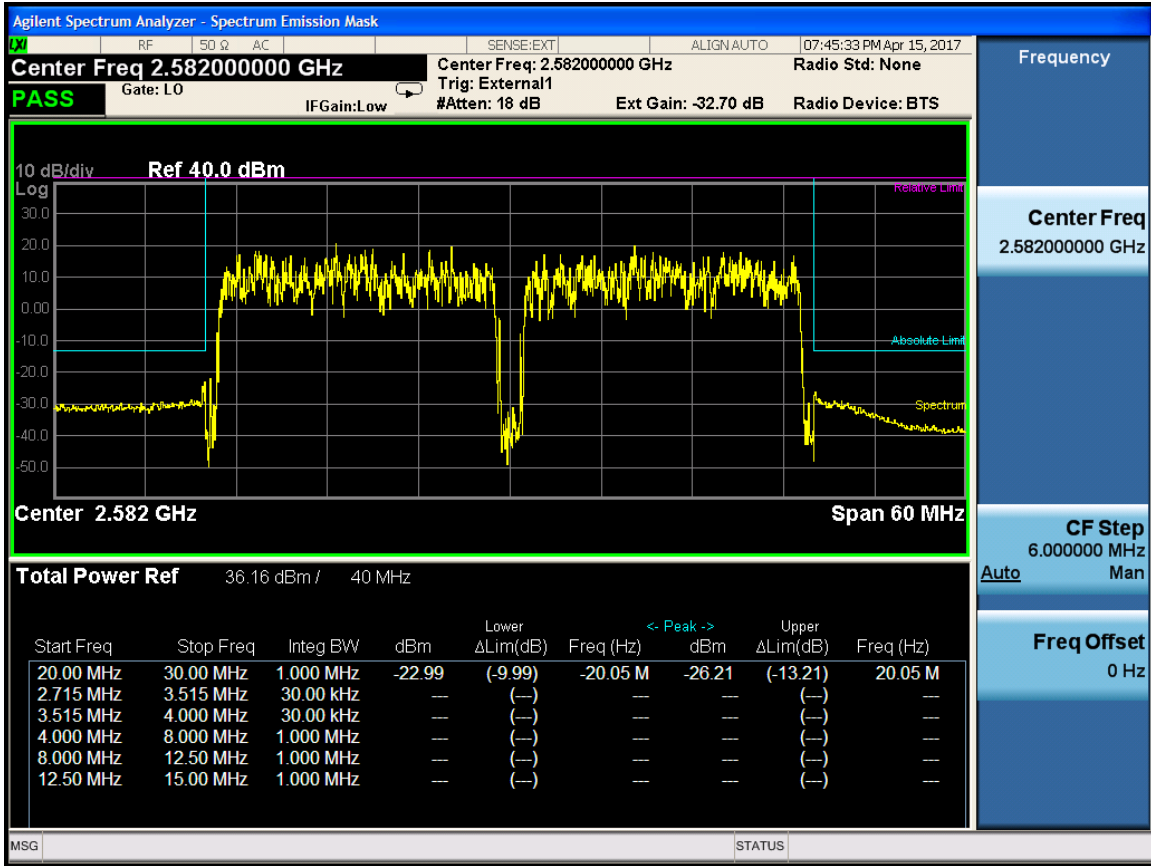 Agilent Spectrum Analyzer - Spectrum Emission Mask
LXI RF 50 Ω AC SENSE:EXT ALIGNAUTO 07:45:33 PM Apr 15, 2017
Center Freq 2.582000000 GHz
Center Freq: 2.582000000 GHz
Radio Std: None
PASS
Gate: LO
Trig: External1
IFGain:Low
#Atten: 18 dB
Ext Gain: -32.70 dB
Radio Device: BTS
10 dB/div
Ref 40.0 dBm
Log
Relative Limit
30.0
20.0
10.0
0.00
-10.0
Absolute Limit
-20.0
-30.0
Spectrum
-40.0
-50.0
Center 2.582 GHz
Span 60 MHz
Total Power Ref 36.16 dBm / 40 MHz
Lower <- Peak -> Upper
Start Freq Stop Freq Integ BW dBm ΔLim(dB) Freq (Hz) dBm ΔLim(dB) Freq (Hz)
20.00 MHz 30.00 MHz 1.000 MHz -22.99 (-9.99) -20.05 M -26.21 (-13.21) 20.05 M
2.715 MHz 3.515 MHz 30.00 kHz --- (---) --- --- (---) ---
3.515 MHz 4.000 MHz 30.00 kHz --- (---) --- --- (---) ---
4.000 MHz 8.000 MHz 1.000 MHz --- (---) --- --- (---) ---
8.000 MHz 12.50 MHz 1.000 MHz --- (---) --- --- (---) ---
12.50 MHz 15.00 MHz 1.000 MHz --- (---) --- --- (---) ---
MSG
STATUS
Frequency
Center Freq
2.582000000 GHz
CF Step
6.000000 MHz
Auto Man
Freq Offset
0 Hz